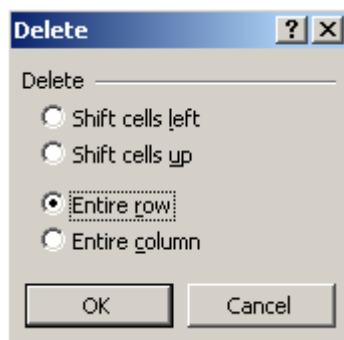 Delete
Delete
Shift cells left
Shift cells up
Entire row
Entire column
OK
Cancel